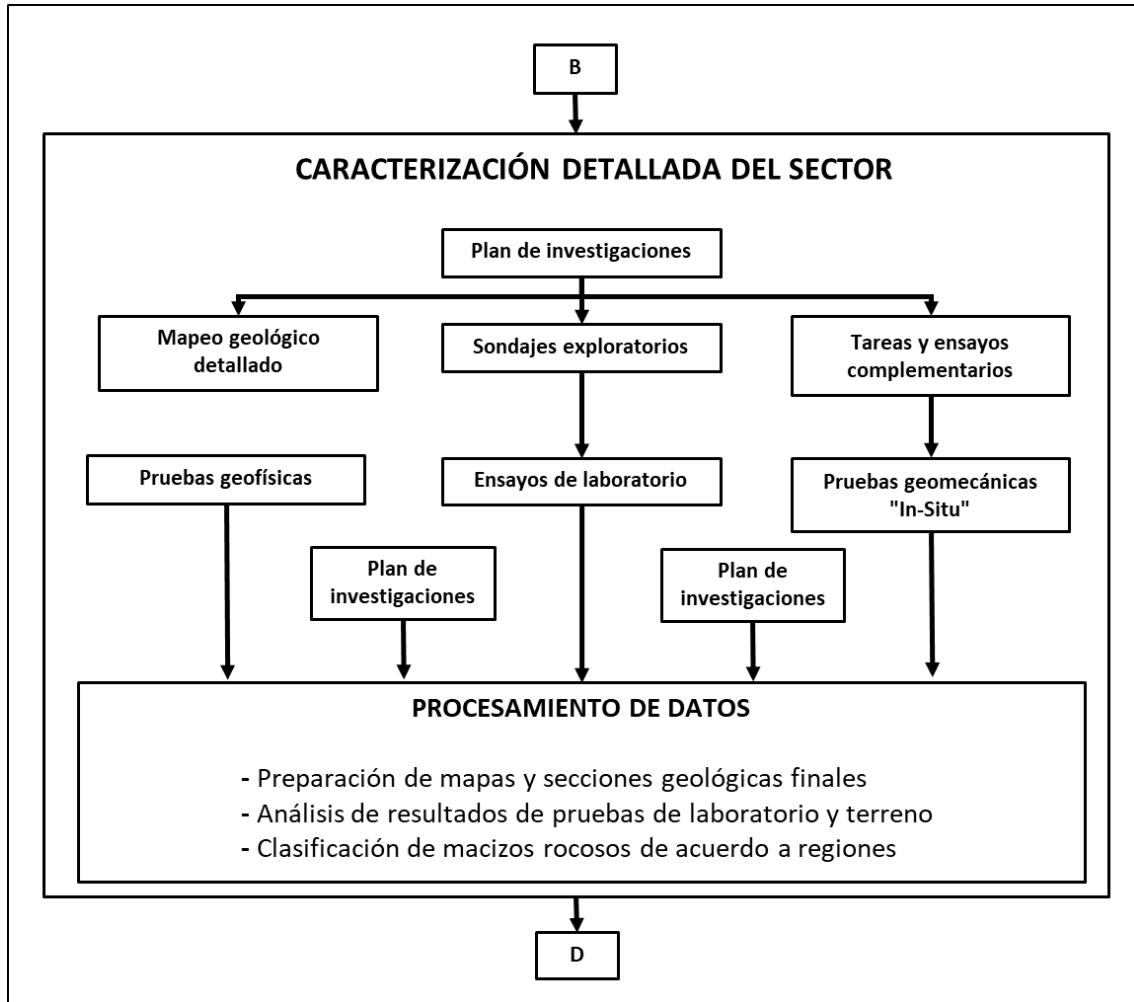 B
CARACTERIZACIÓN DETALLADA DEL SECTOR
Plan de investigaciones
Mapeo geológico
detallado
Sondajes exploratorios
Tareas y ensayos
complementarios
Pruebas geofísicas
Ensayos de laboratorio
Pruebas geomecánicas
"In-Situ"
Plan de
investigaciones
Plan de
investigaciones
PROCESAMIENTO DE DATOS
- Preparación de mapas y secciones geológicas finales
- Análisis de resultados de pruebas de laboratorio y terreno
- Clasificación de macizos rocosos de acuerdo a regiones
D